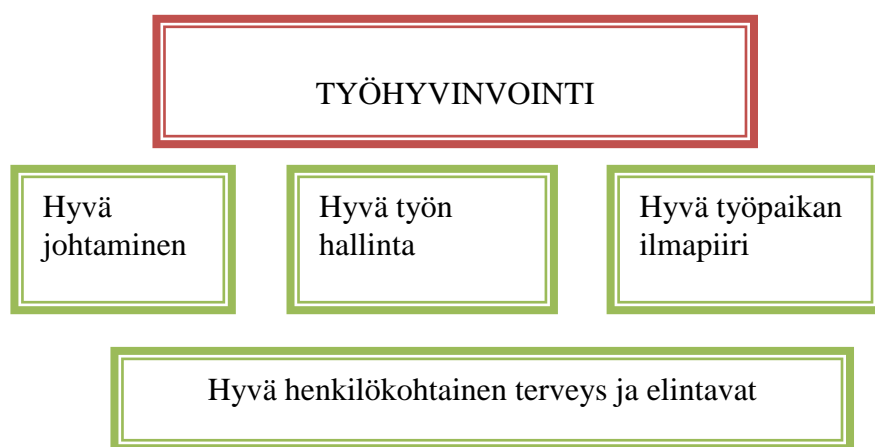 TYÖHYVINVOINTI
Hyvä
johtaminen
Hyvä työn
hallinta
Hyvä työpaikan
ilmapiiri
Hyvä henkilökohtainen terveys ja elintavat